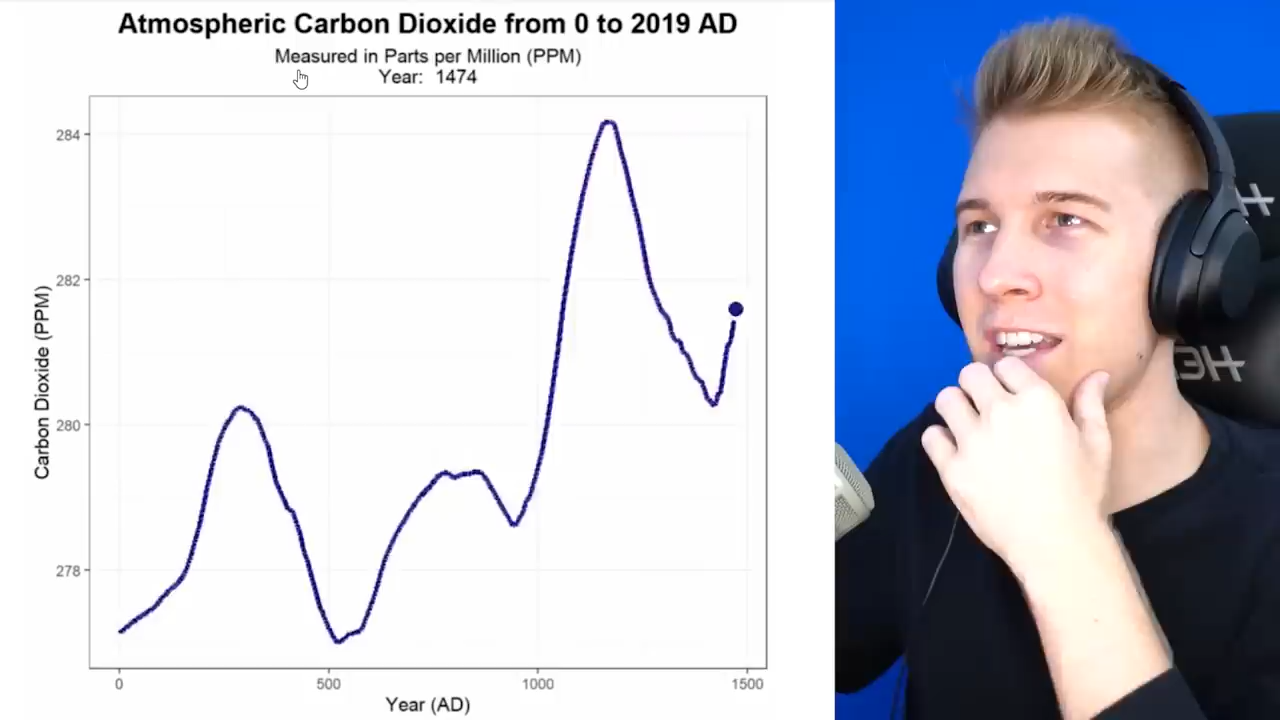 Atmospheric Carbon Dioxide from 0 to 2019 AD
Measured in Parts per Million (PPM)
Year: 1474
Carbon Dioxide (PPM)
284
282
280
278
0 500 1000 1500
Year (AD)